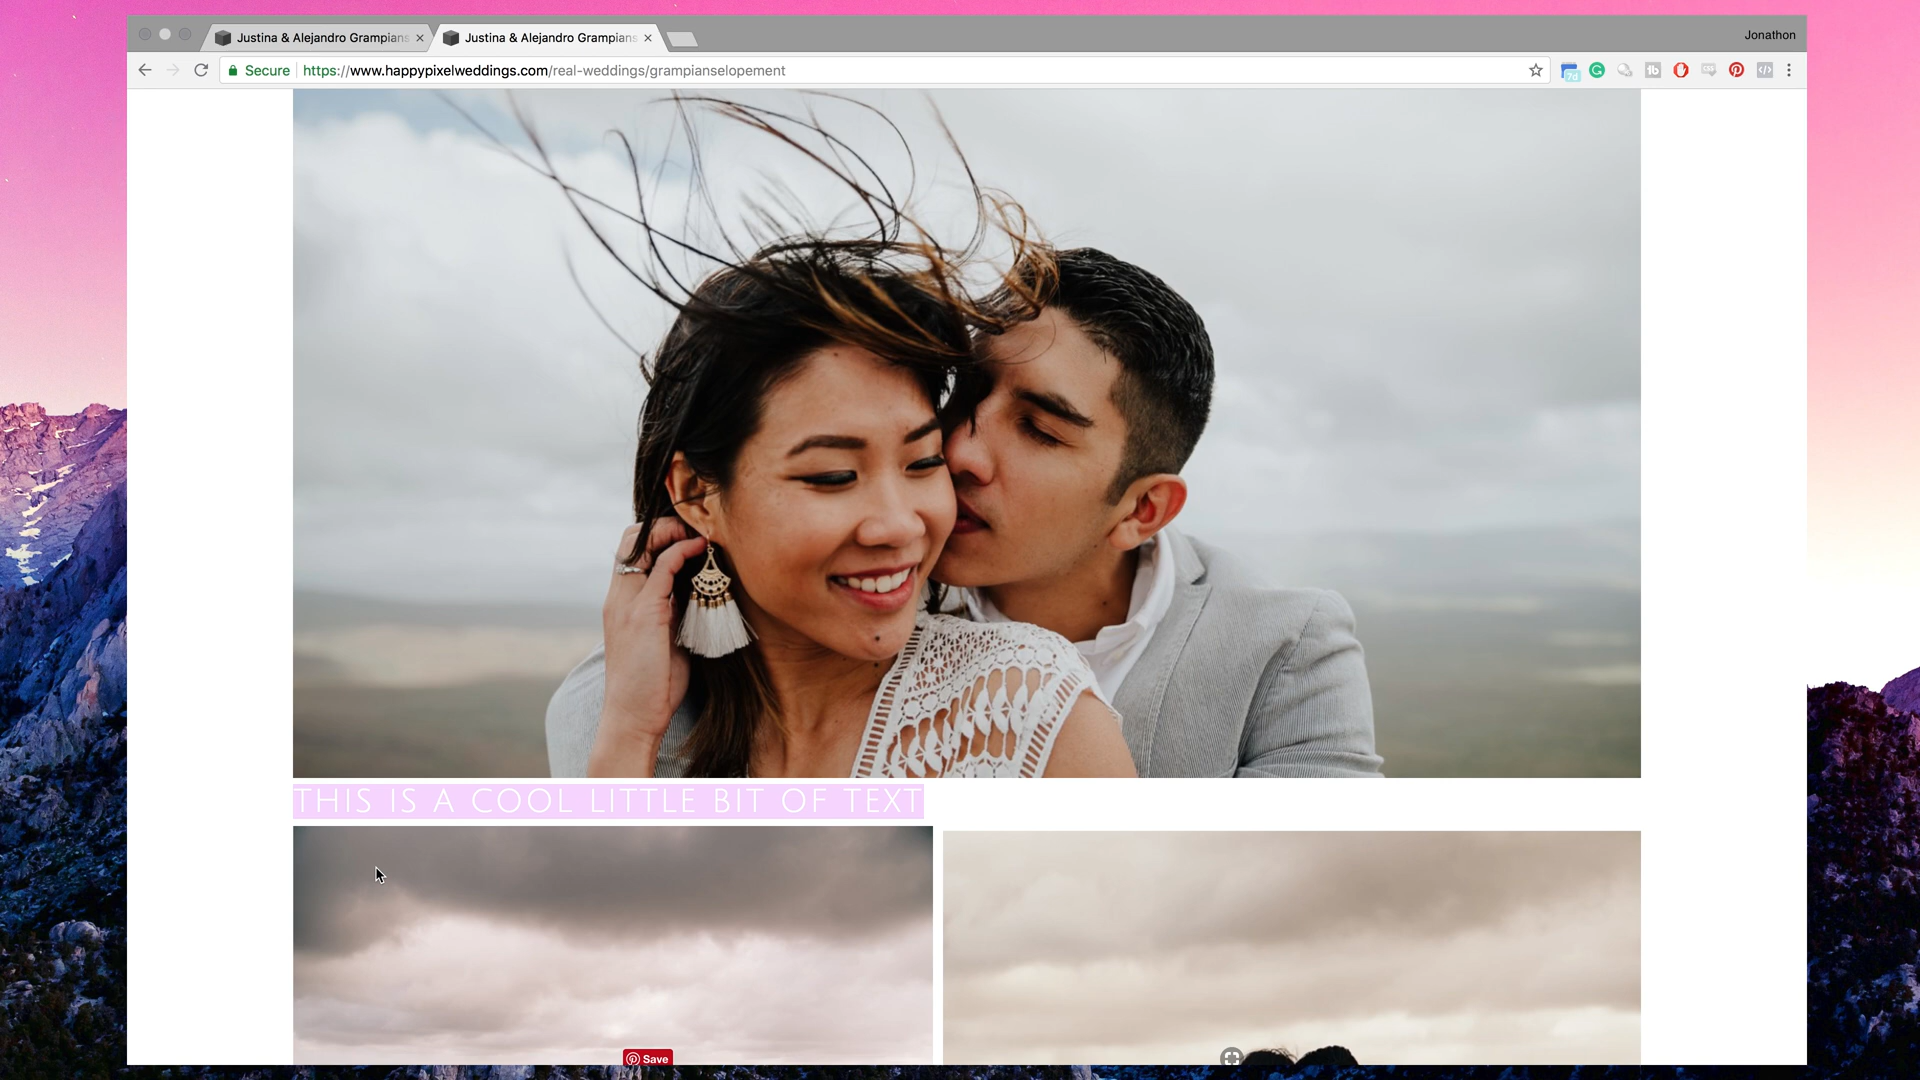 Justina & Alejandro Grampians
Justina & Alejandro Grampians
Jonathon
Secure
https://www.happypixelweddings.com/real-weddings/grampianselopement
7d
THIS IS A COOL LITTLE BIT OF TEXT
Save